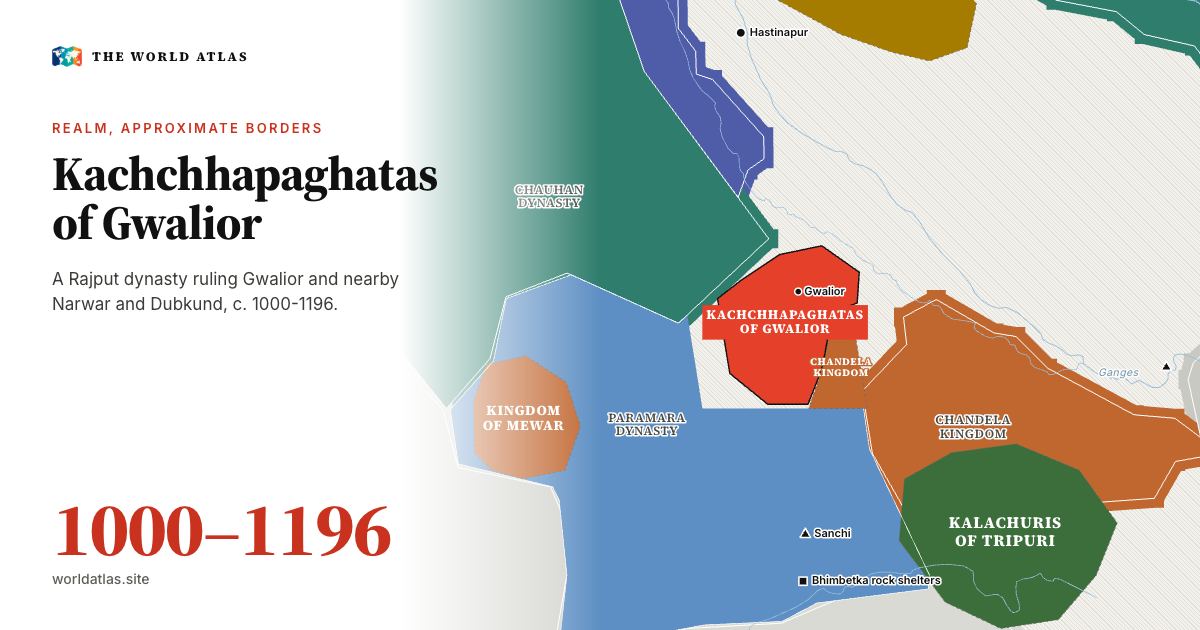 THE WORLD ATLAS
REALM, APPROXIMATE BORDERS
Kachchhapaghatas
of Gwalior
A Rajput dynasty ruling Gwalior and nearby
Narwar and Dubkund, c. 1000-1196.
1000–1196
worldatlas.site
Hastinapur
CHAUHAN
DYNASTY
Gwalior
KACHCHHAPAGHATAS
OF GWALIOR
CHANDELA
KINGDOM
Ganges
KINGDOM
OF MEWAR
PARAMARA
DYNASTY
CHANDELA
KINGDOM
KALACHURIS
OF TRIPURI
Sanchi
Bhimbetka rock shelters